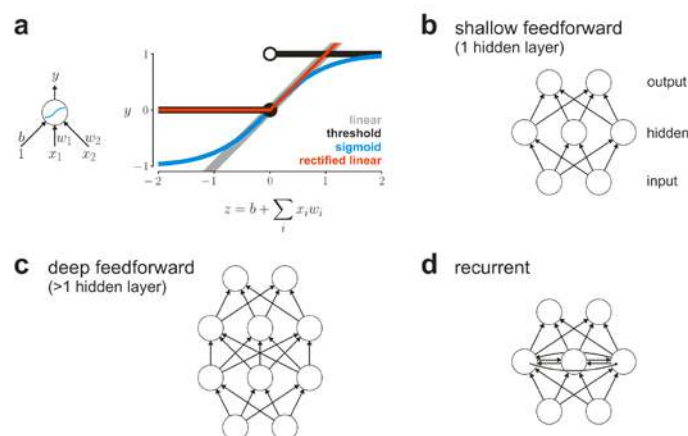 a
y
b w₁ w₂
1 x₁ x₂
1
y 0
−1
−2 −1 0 1 2
linear
threshold
sigmoid
rectified linear
z = b + ∑ᵢ xᵢwᵢ
b shallow feedforward
(1 hidden layer)
output
hidden
input
c deep feedforward
(>1 hidden layer)
d recurrent